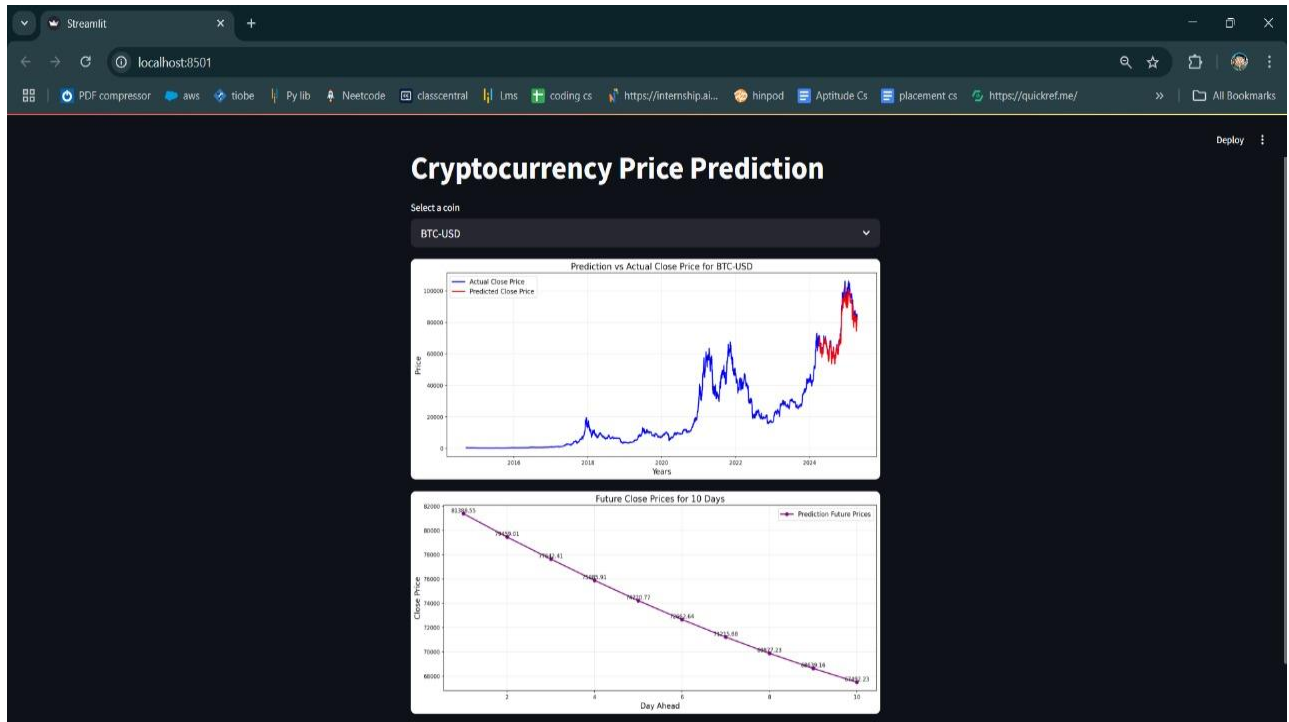 Streamlit
localhost:8501
PDF compressor aws tiobe Py lib Neetcode classcentral Lms coding cs https://internship.ai... hinpod Aptitude Cs placement cs https://quickref.me/ » All Bookmarks
Deploy
Cryptocurrency Price Prediction
Select a coin
BTC-USD
Prediction vs Actual Close Price for BTC-USD
Actual Close Price
Predicted Close Price
100000
80000
60000
40000
20000
0
Price
2016 2018 2020 2022 2024
Years
Future Close Prices for 10 Days
Prediction Future Prices
82000
80000
78000
76000
74000
72000
70000
68000
Close Price
2 4 6 8 10
Day Ahead